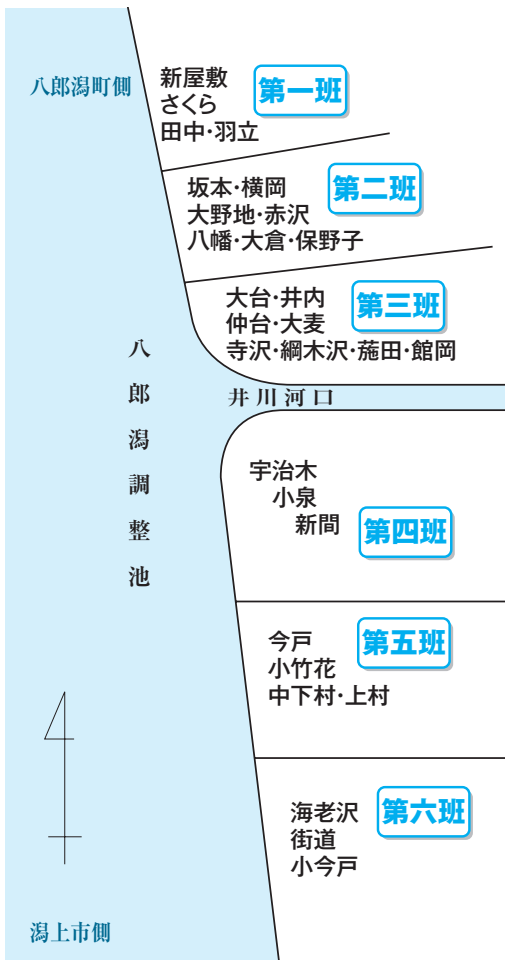 八郎潟町側
新屋敷
さくら
田中・羽立
第一班
坂本・横岡
大野地・赤沢
八幡・大倉・保野子
第二班
大台・井内
仲台・大麦
寺沢・綱木沢・葹田・館岡
第三班
八郎潟調整池
井川河口
宇治木
小泉
新間
第四班
今戸
小竹花
中下村・上村
第五班
海老沢
街道
小今戸
第六班
潟上市側